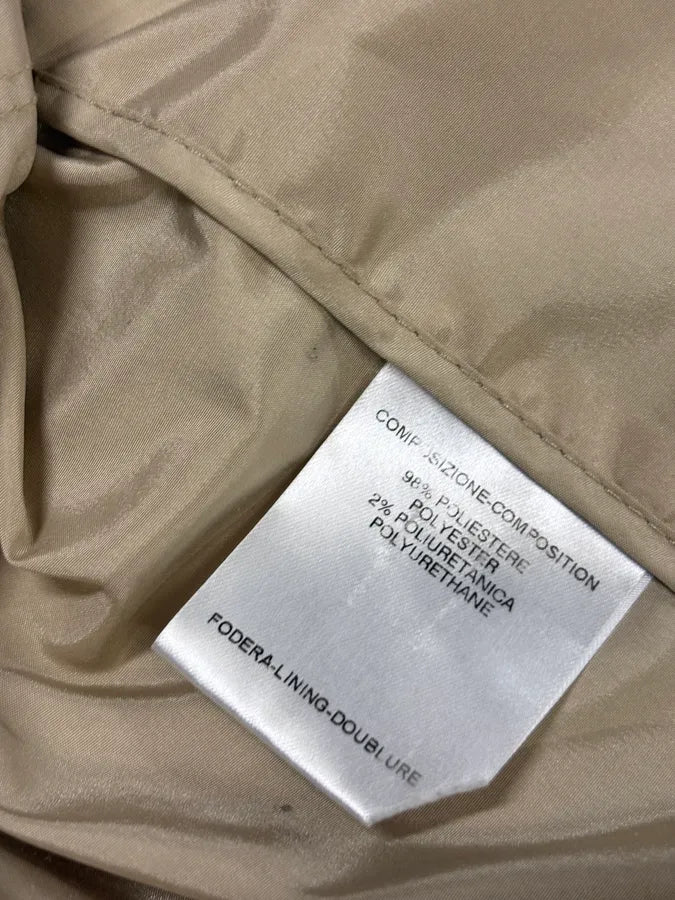 COMPOSIZIONE-COMPOSITION
98% POLIESTERE
POLYESTER
2% POLIURETANICA
POLYURETHANE
FODERA-LINING-DOUBLURE